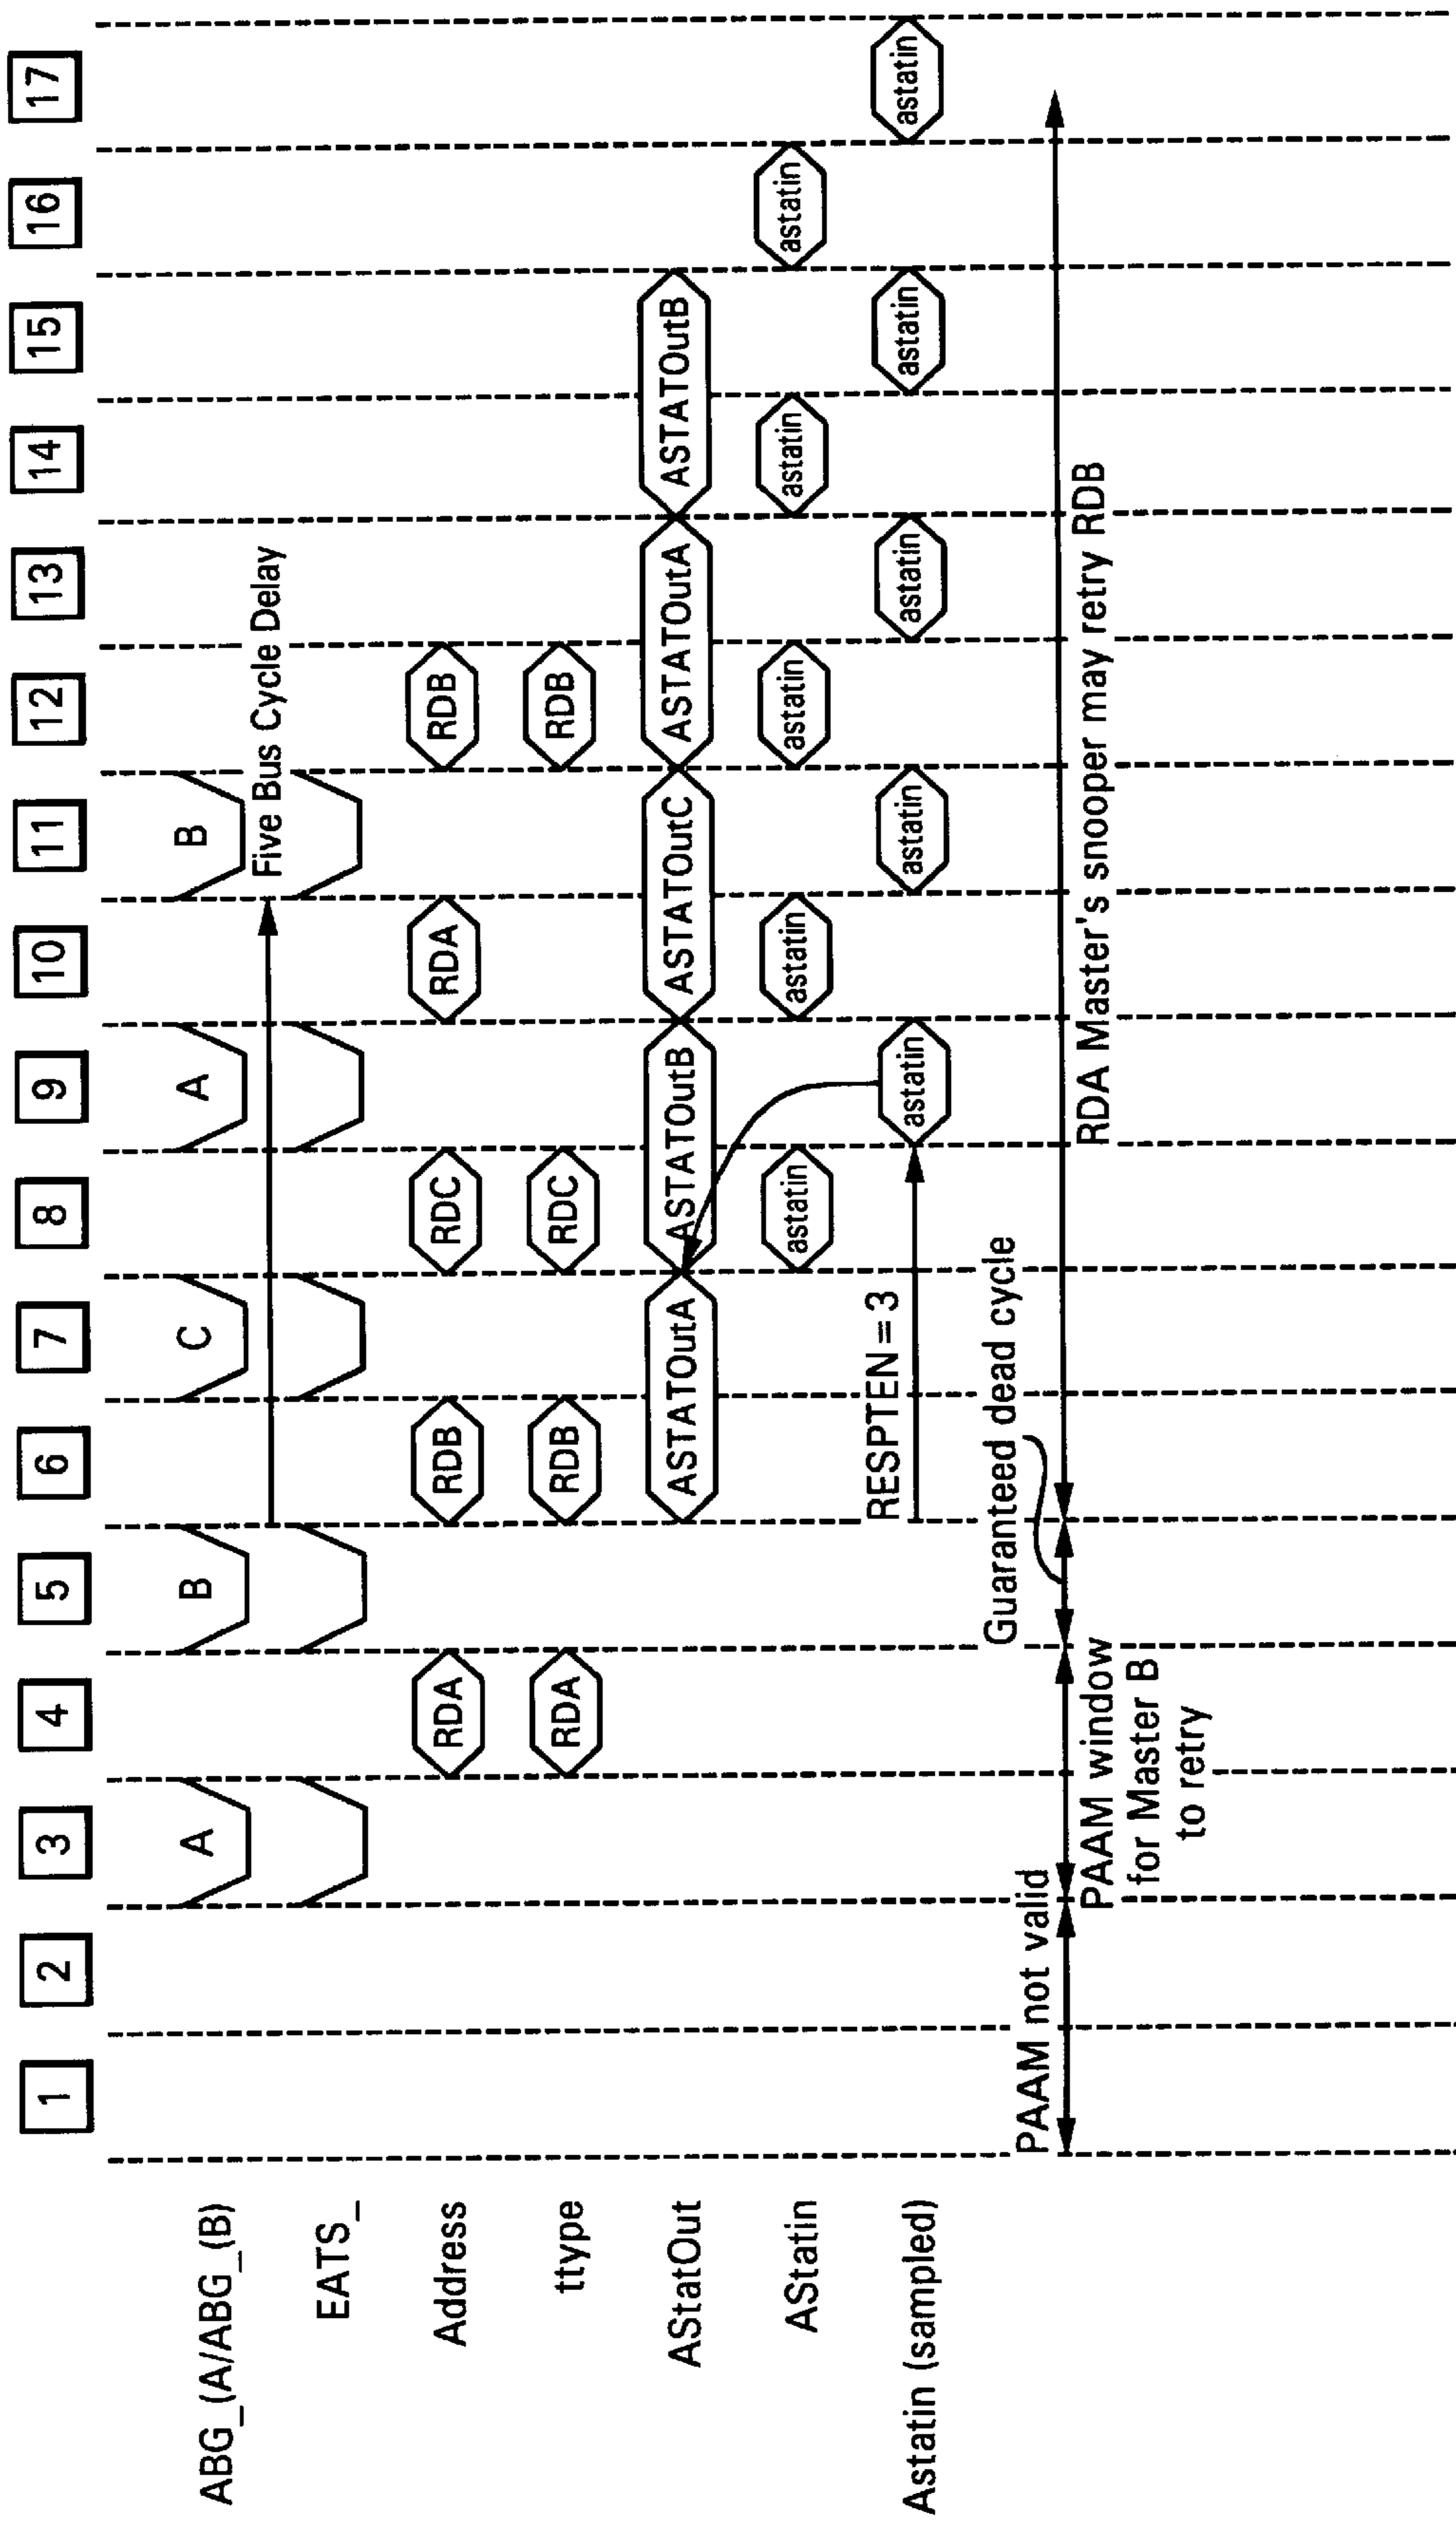 1 2 3 4 5 6 7 8 9 10 11 12 13 14 15 16 17
ABG_(A/ABG_(B) A B C A B
Five Bus Cycle Delay
EATS_
Address RDA RDB RDC RDA RDB
ttype RDA RDB RDC RDB
AStatOut ASTATOutA ASTATOutB ASTATOutC ASTATOutA ASTATOutB
AStatin astatin astatin astatin astatin astatin
RESPTEN = 3
Astatin (sampled) astatin astatin astatin astatin astatin
Guaranteed dead cycle
PAAM not valid
PAAM window
for Master B
to retry
RDA Master's snooper may retry RDB